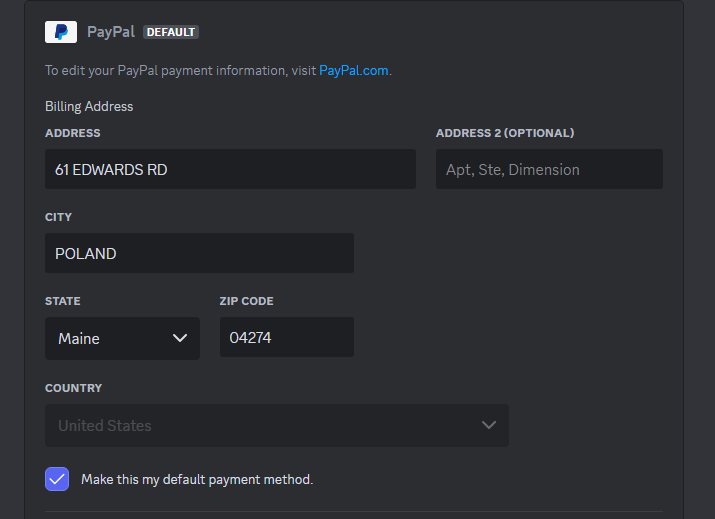 PayPal DEFAULT
To edit your PayPal payment information, visit PayPal.com.
Billing Address
ADDRESS ADDRESS 2 (OPTIONAL)
61 EDWARDS RD Apt, Ste, Dimension
CITY
POLAND
STATE ZIP CODE
Maine 04274
COUNTRY
United States
Make this my default payment method.